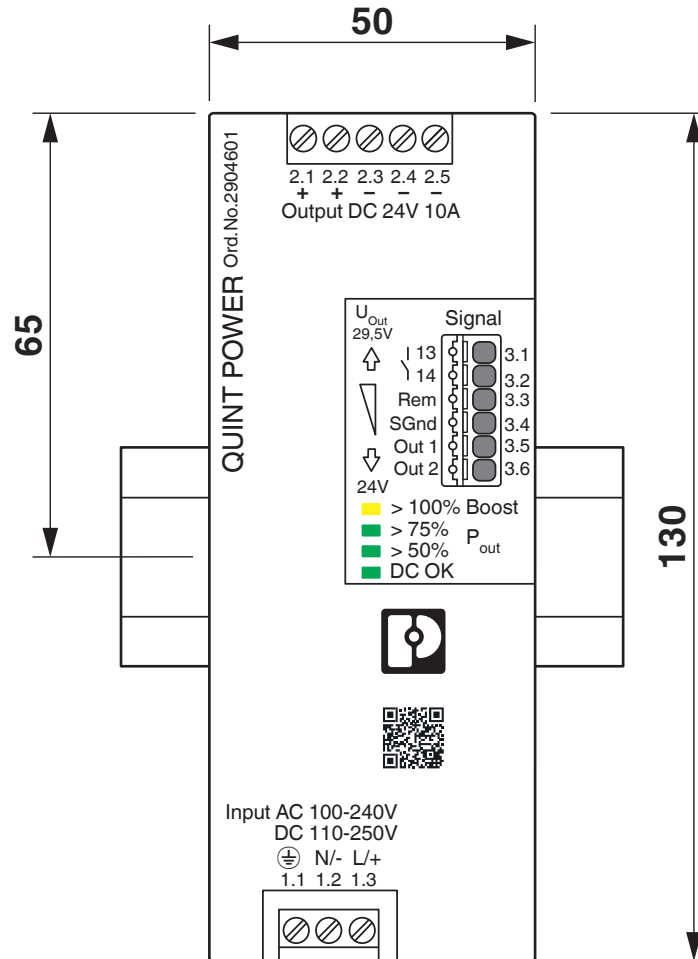 50
65
130
QUINT POWER Ord.No.2904601
2.1 2.2 2.3 2.4 2.5
+ + − − −
Output DC 24V 10A
UOut
29,5V
24V
Signal
13 3.1
14 3.2
Rem 3.3
SGnd 3.4
Out 1 3.5
Out 2 3.6
> 100% Boost
> 75%
> 50%
Pout
DC OK
Input AC 100-240V
DC 110-250V
N/- L/+
1.1 1.2 1.3